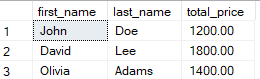 first_name last_name total_price
1 John Doe 1200.00
2 David Lee 1800.00
3 Olivia Adams 1400.00